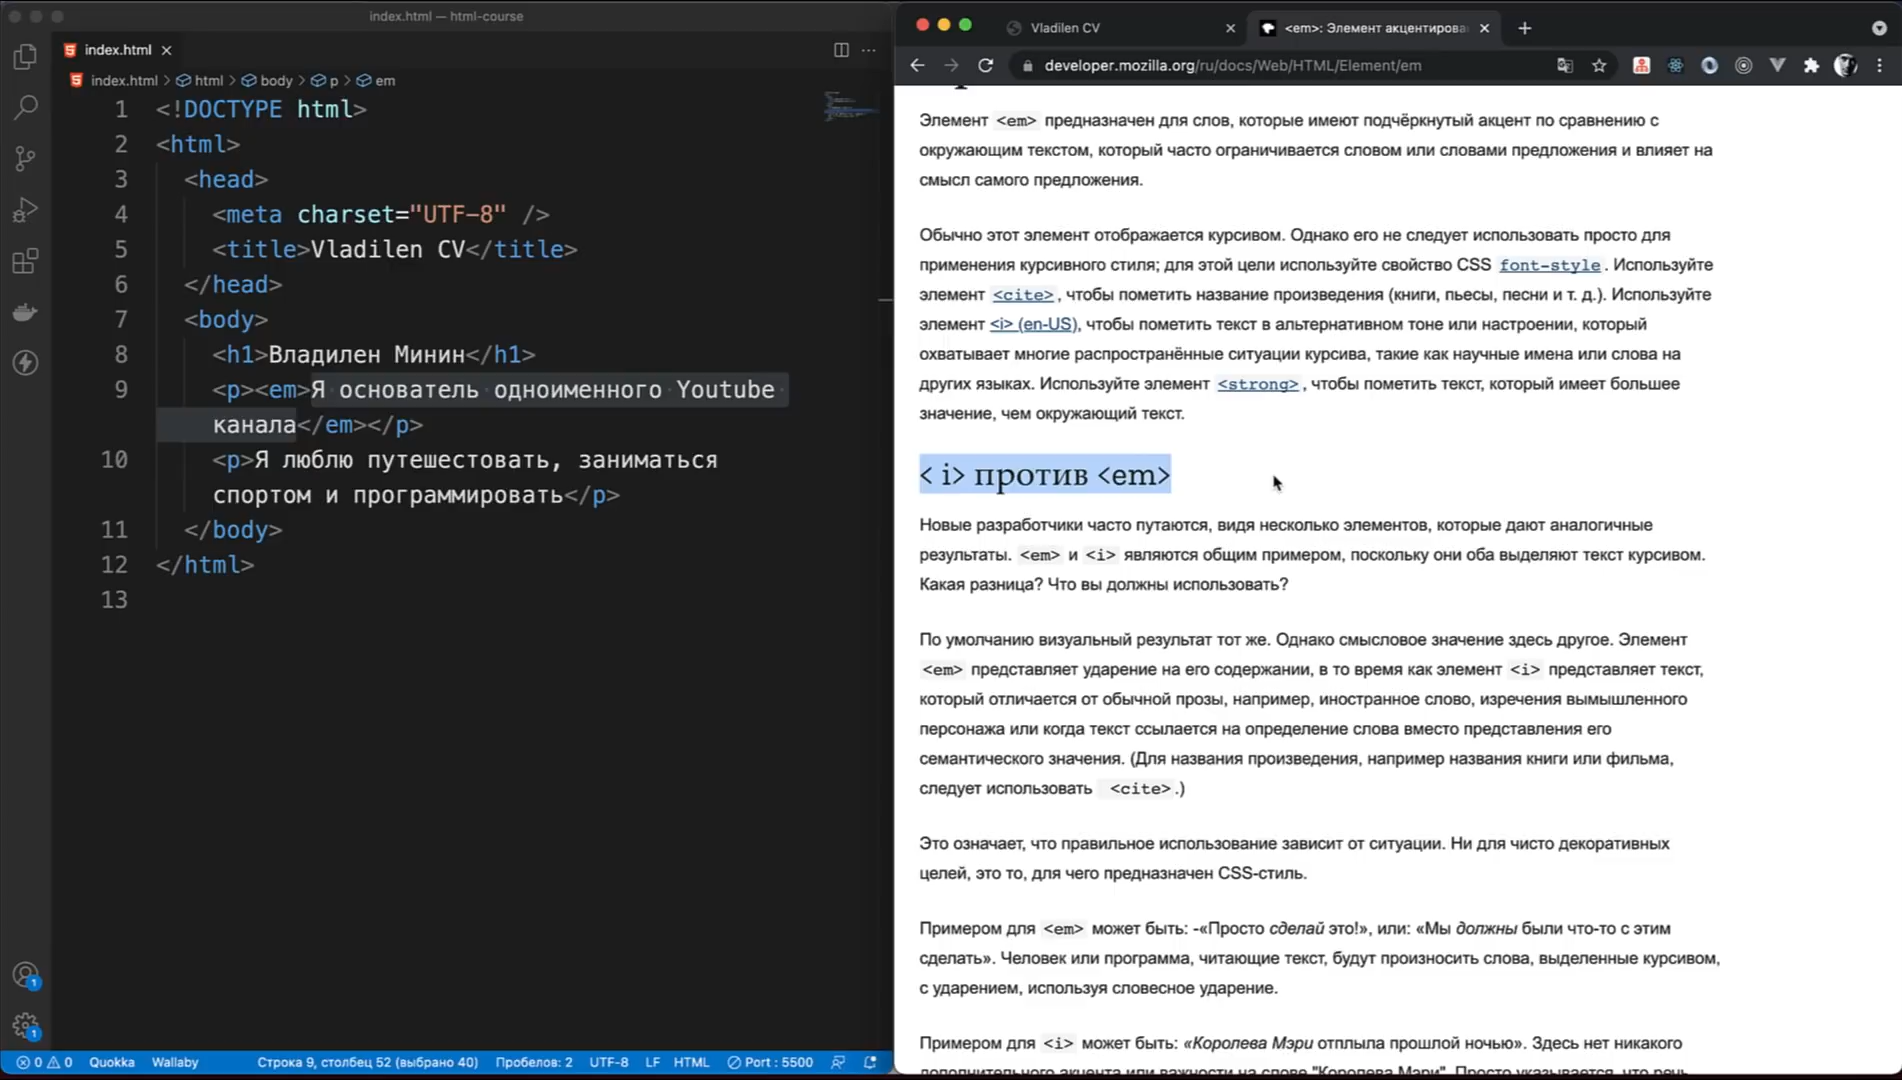 index.html — html-course
index.html
index.html > html > body > p > em
1 <!DOCTYPE html>
2 <html>
3 <head>
4 <meta charset="UTF-8" />
5 <title>Vladilen CV</title>
6 </head>
7 <body>
8 <h1>Владилен Минин</h1>
9 <p><em>Я основатель одноименного Youtube
канала</em></p>
10 <p>Я люблю путешестовать, заниматься
спортом и программировать</p>
11 </body>
12 </html>
13
1
1
0 0 Quokka Wallaby Строка 9, столбец 52 (выбрано 40) Пробелов: 2 UTF-8 LF HTML Port : 5500
Vladilen CV
<em>: Элемент акцентирова
developer.mozilla.org/ru/docs/Web/HTML/Element/em
Элемент <em> предназначен для слов, которые имеют подчёркнутый акцент по сравнению с
окружающим текстом, который часто ограничивается словом или словами предложения и влияет на
смысл самого предложения.
Обычно этот элемент отображается курсивом. Однако его не следует использовать просто для
применения курсивного стиля; для этой цели используйте свойство CSS font-style. Используйте
элемент <cite>, чтобы пометить название произведения (книги, пьесы, песни и т. д.). Используйте
элемент <i> (en-US), чтобы пометить текст в альтернативном тоне или настроении, который
охватывает многие распространённые ситуации курсива, такие как научные имена или слова на
других языках. Используйте элемент <strong>, чтобы пометить текст, который имеет большее
значение, чем окружающий текст.
< i> против <em>
Новые разработчики часто путаются, видя несколько элементов, которые дают аналогичные
результаты. <em> и <i> являются общим примером, поскольку они оба выделяют текст курсивом.
Какая разница? Что вы должны использовать?
По умолчанию визуальный результат тот же. Однако смысловое значение здесь другое. Элемент
<em> представляет ударение на его содержании, в то время как элемент <i> представляет текст,
который отличается от обычной прозы, например, иностранное слово, изречения вымышленного
персонажа или когда текст ссылается на определение слова вместо представления его
семантического значения. (Для названия произведения, например названия книги или фильма,
следует использовать <cite>.)
Это означает, что правильное использование зависит от ситуации. Ни для чисто декоративных
целей, это то, для чего предназначен CSS-стиль.
Примером для <em> может быть: -«Просто сделай это!», или: «Мы должны были что-то с этим
сделать». Человек или программа, читающие текст, будут произносить слова, выделенные курсивом,
с ударением, используя словесное ударение.
Примером для <i> может быть: «Королева Мэри отплыла прошлой ночью». Здесь нет никакого
дополнительного акцента или важности на слове "Королева Мэри". Просто указывается, что речь